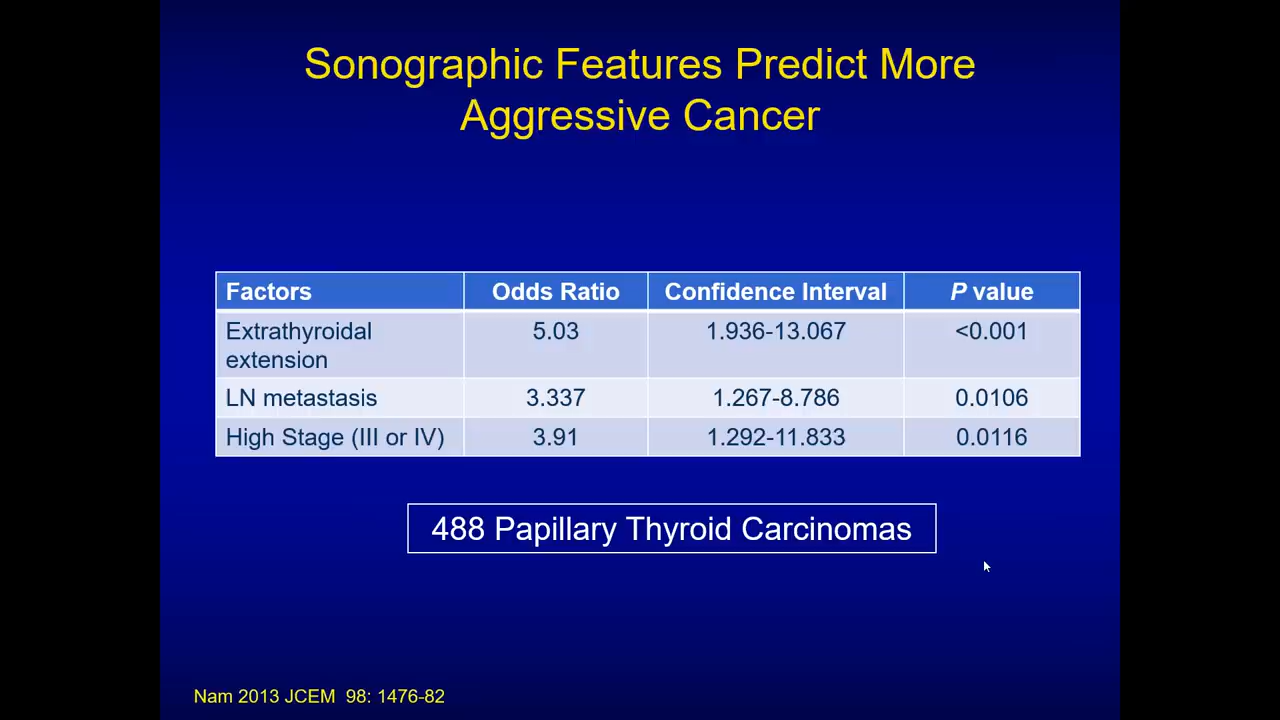 Sonographic Features Predict More
Aggressive Cancer
Factors Odds Ratio Confidence Interval P value
Extrathyroidal extension 5.03 1.936-13.067 <0.001
LN metastasis 3.337 1.267-8.786 0.0106
High Stage (III or IV) 3.91 1.292-11.833 0.0116
488 Papillary Thyroid Carcinomas
Nam 2013 JCEM 98: 1476-82